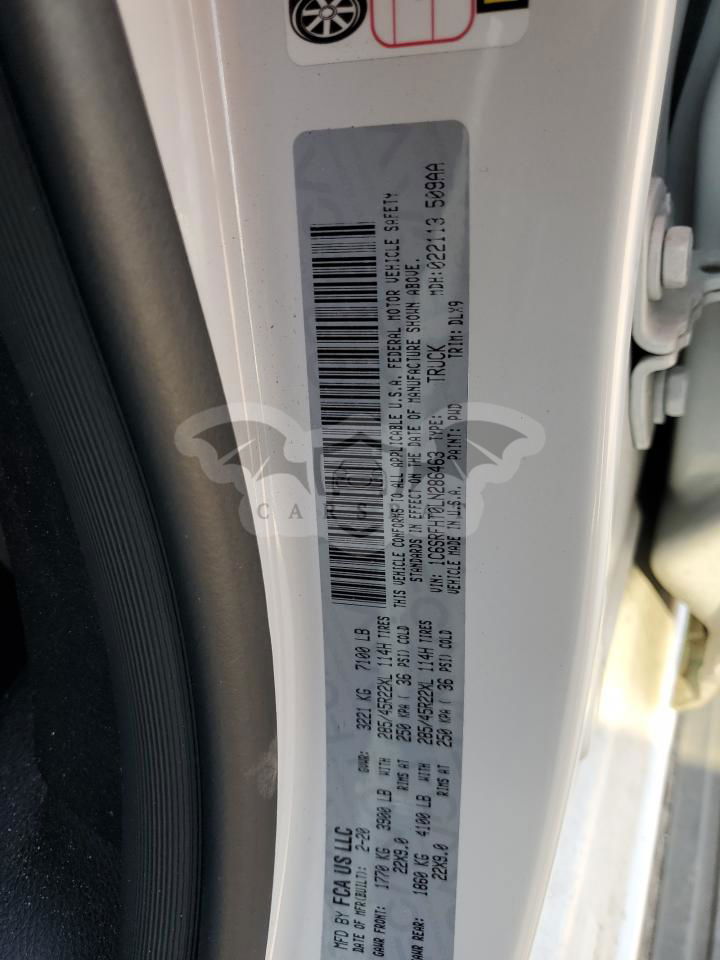 MFD BY FCA US LLC
DATE OF MFR(BUILT): 2-20 GVWR: 3221 KG 7100 LB
GAWR FRONT: 1770 KG 3900 LB WITH 285/45R22XL 114H TIRES
22X9.0 RIMS AT 250 KPA ( 36 PSI) COLD
GAWR REAR: 1860 KG 4100 LB WITH 285/45R22XL 114H TIRES
22X9.0 RIMS AT 250 KPA ( 36 PSI) COLD
THIS VEHICLE CONFORMS TO ALL APPLICABLE U.S.A. FEDERAL MOTOR VEHICLE SAFETY
STANDARDS IN EFFECT ON THE DATE OF MANUFACTURE SHOWN ABOVE.
VIN: 1C6SRFHT0LN286463 TYPE: TRUCK MDH:022113 509AA
VEHICLE MADE IN U.S.A. PAINT: PWD TRIM: DLX9